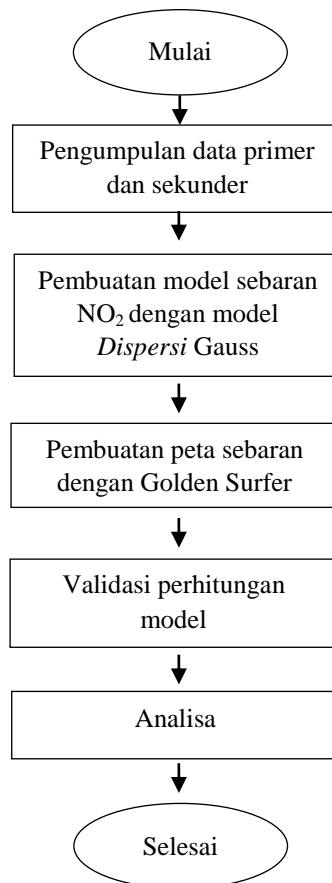 Mulai
Pengumpulan data primer
dan sekunder
Pembuatan model sebaran
NO₂ dengan model
Dispersi Gauss
Pembuatan peta sebaran
dengan Golden Surfer
Validasi perhitungan
model
Analisa
Selesai